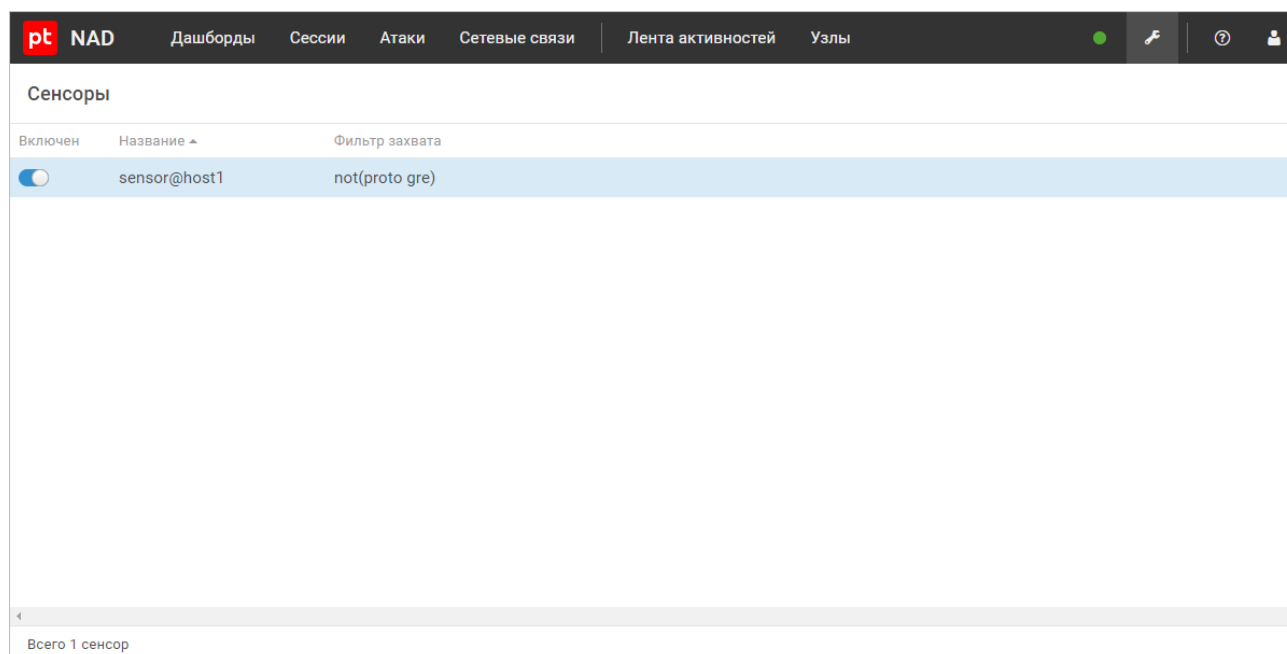 pt NAD Дашборды Сессии Атаки Сетевые связи Лента активностей Узлы
Сенсоры
Включен Название Фильтр захвата
sensor@host1 not(proto gre)
Всего 1 сенсор